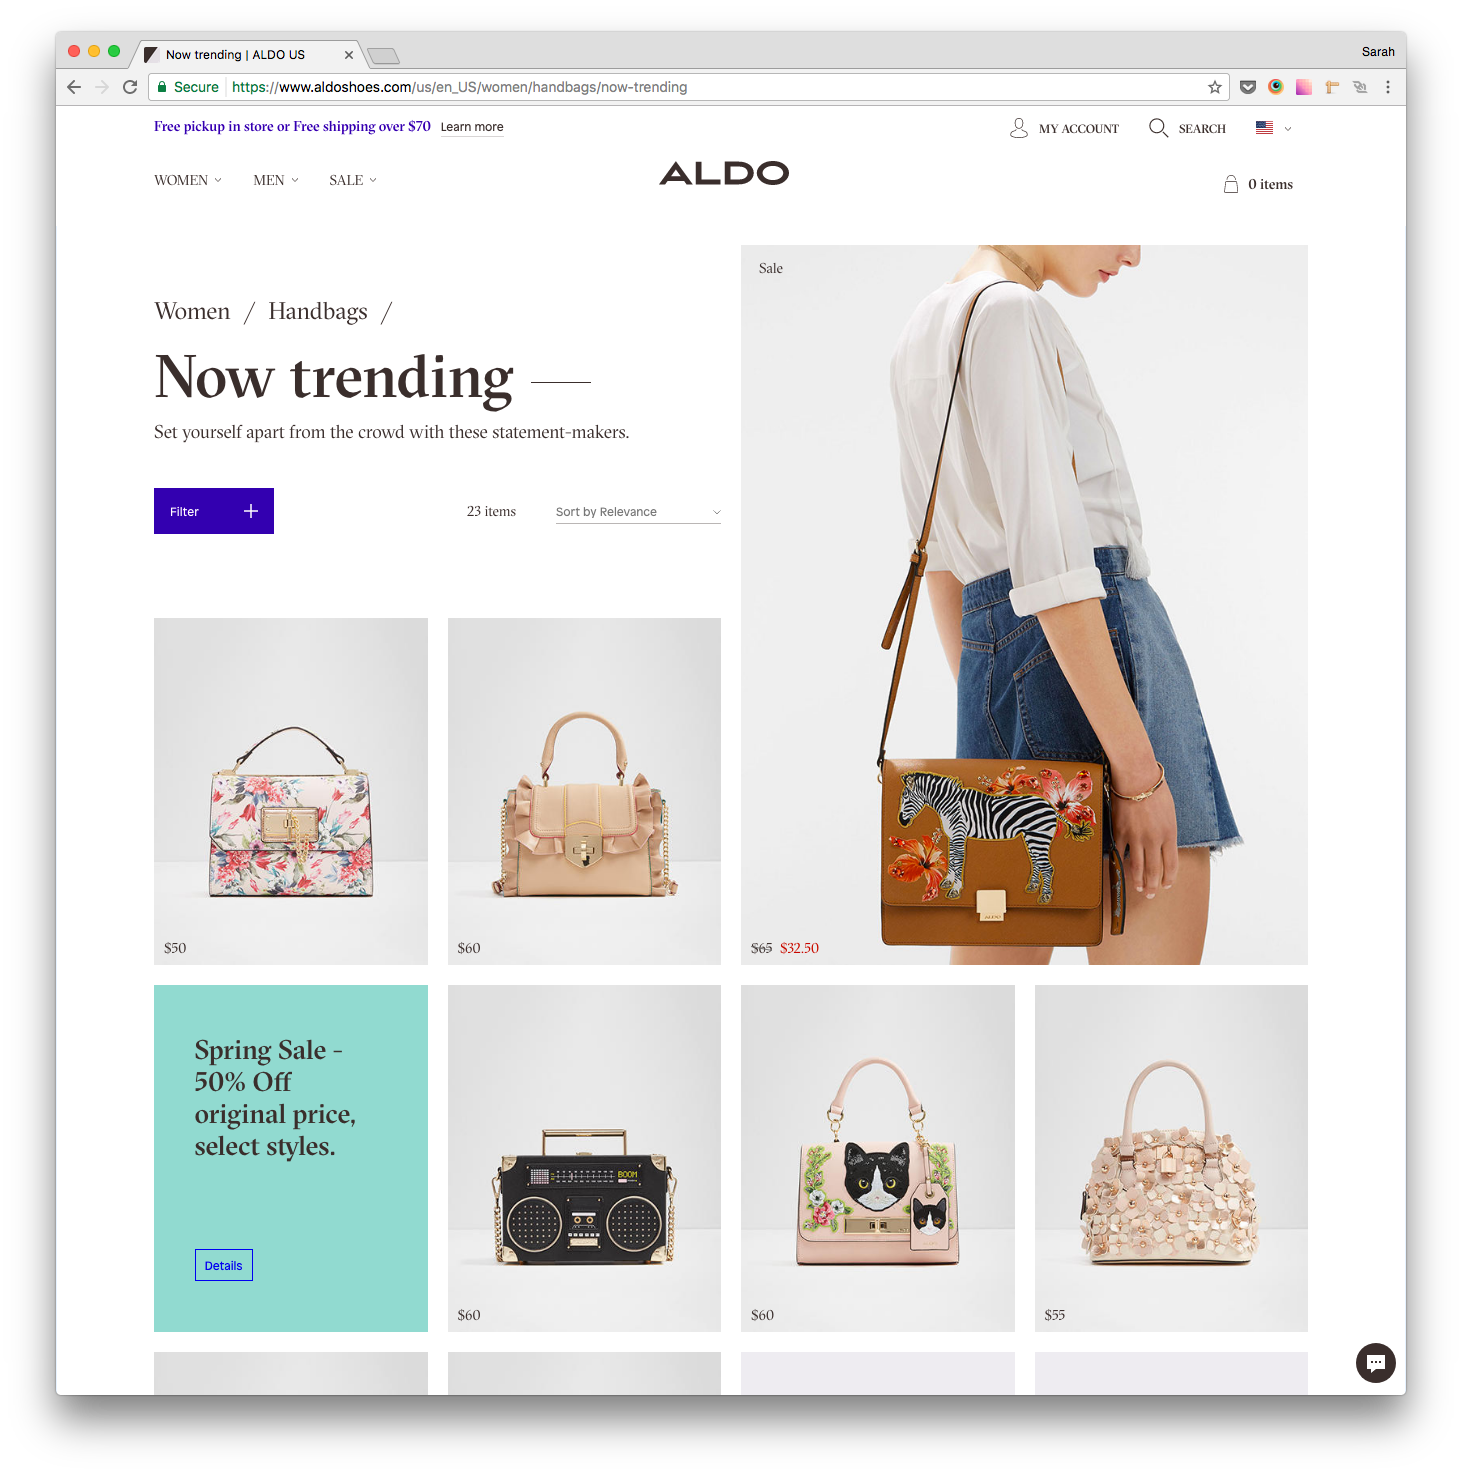 Now trending | ALDO US
Sarah
Secure
https://www.aldoshoes.com/us/en_US/women/handbags/now-trending
Free pickup in store or Free shipping over $70 Learn more
MY ACCOUNT
SEARCH
WOMEN
MEN
SALE
ALDO
0 items
Women / Handbags /
Now trending
Set yourself apart from the crowd with these statement-makers.
Filter
23 items
Sort by Relevance
Sale
ALDO
$50
$60
$65 $32.50
Spring Sale -
50% Off
original price,
select styles.
Details
BOOM
$60
$60
$55